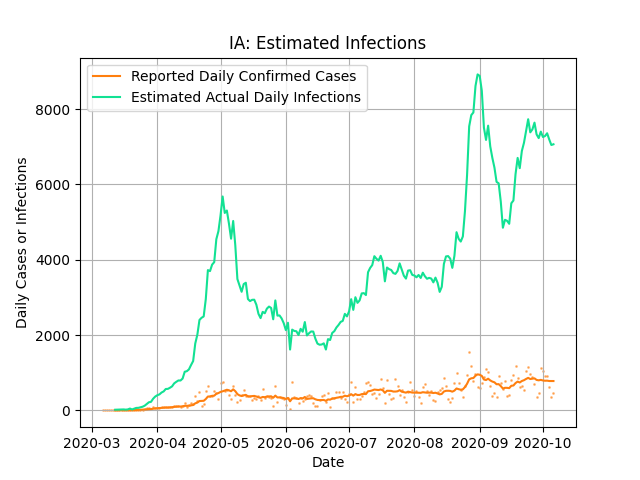 IA: Estimated Infections
Reported Daily Confirmed Cases
Estimated Actual Daily Infections
Daily Cases or Infections
8000
6000
4000
2000
0
2020-03 2020-04 2020-05 2020-06 2020-07 2020-08 2020-09 2020-10
Date